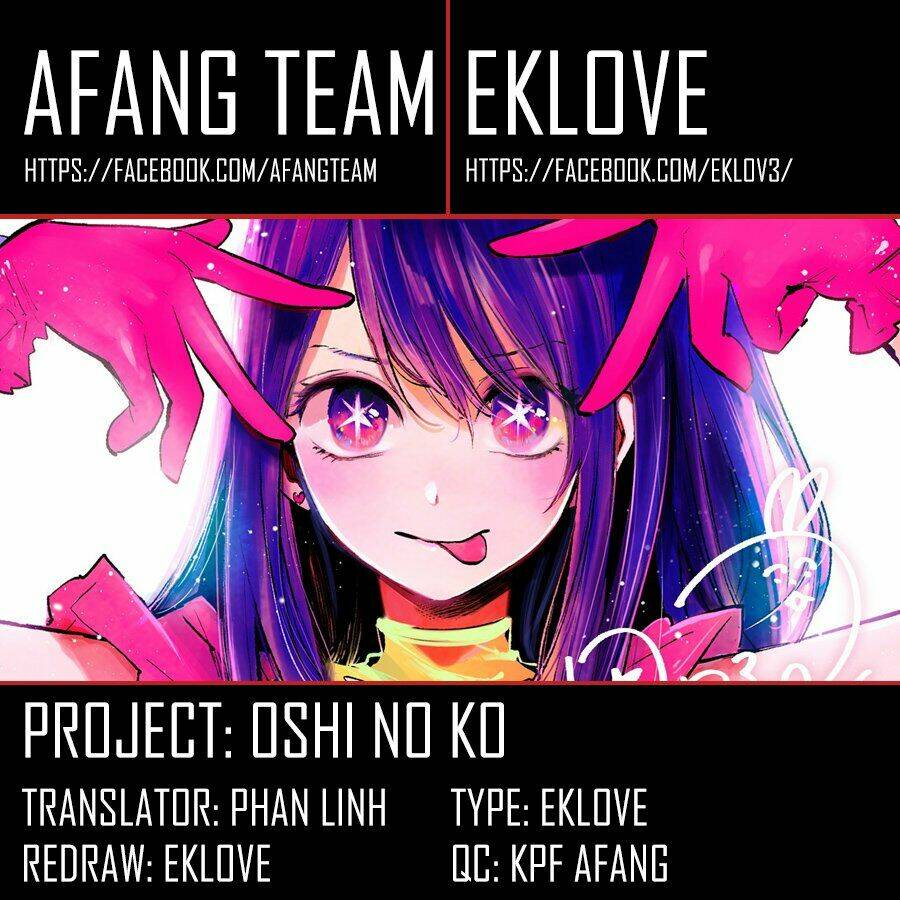 AFANG TEAM
HTTPS://FACEBOOK.COM/AFANGTEAM
EKLOVE
HTTPS://FACEBOOK.COM/EKLOV3/
PROJECT: OSHI NO KO
TRANSLATOR: PHAN LINH
TYPE: EKLOVE
REDRAW: EKLOVE
QC: KPF AFANG